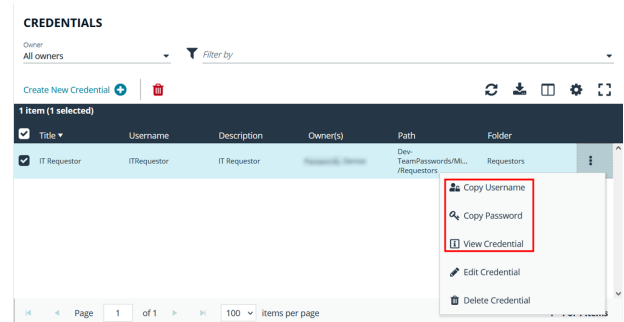 CREDENTIALS
Owner
All owners
Filter by
Create New Credential
1 item (1 selected)
Title Username Description Owner(s) Path Folder
IT Requestor ITRequestor IT Requestor Dev-TeamPasswords/Mi... /Requestors Requestors
Copy Username
Copy Password
View Credential
Edit Credential
Delete Credential
Page 1 of 1 100 items per page